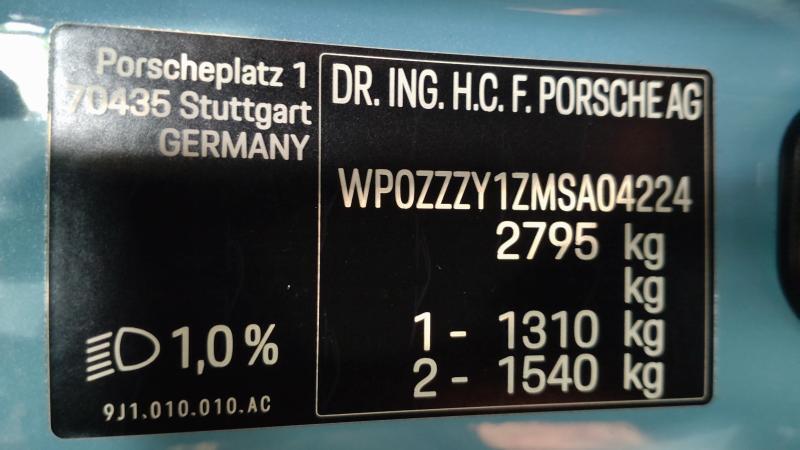 Porscheplatz 1
70435 Stuttgart
GERMANY
DR. ING. H.C. F. PORSCHE AG
WP0ZZZY1ZMSA04224
2795 kg
kg
1 - 1310 kg
2 - 1540 kg
1,0 %
9J1.010.010.AC